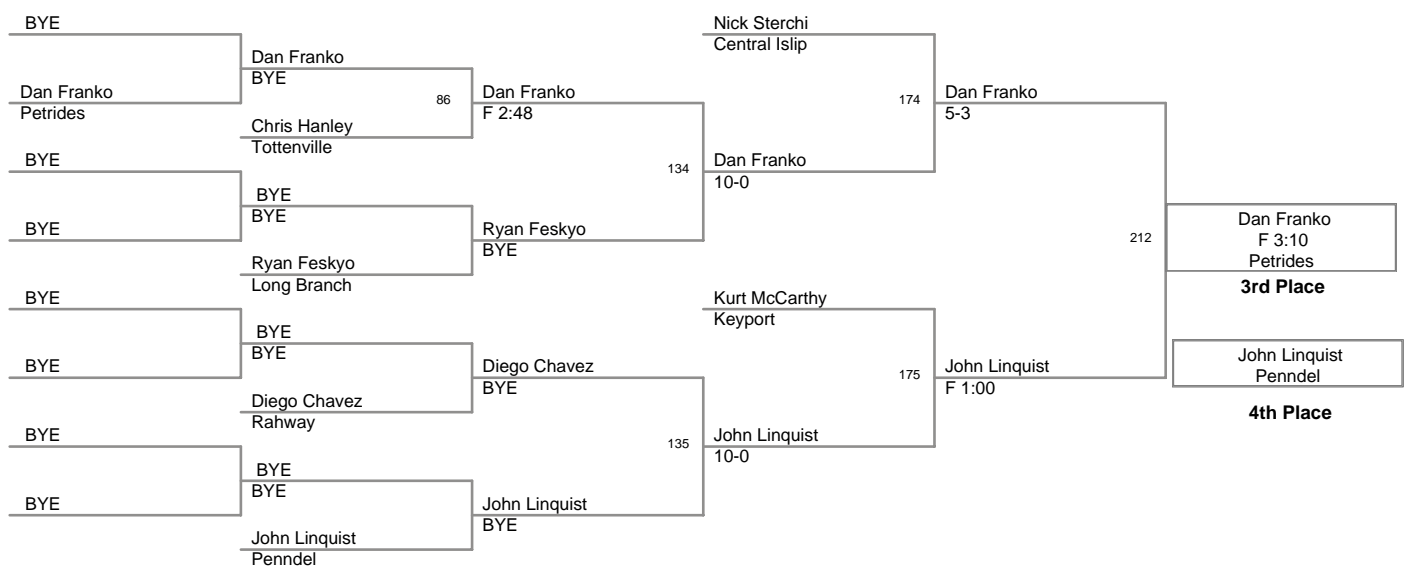 BYE
Dan Franko
Petrides
BYE
BYE
BYE
BYE
BYE
BYE
Dan Franko
BYE
Chris Hanley
Tottenville
BYE
BYE
Ryan Feskyo
Long Branch
BYE
BYE
Diego Chavez
Rahway
BYE
BYE
John Linquist
Penndel
86
Dan Franko
F 2:48
Ryan Feskyo
BYE
Diego Chavez
BYE
John Linquist
BYE
134
135
Nick Sterchi
Central Islip
Dan Franko
10-0
Kurt McCarthy
Keyport
John Linquist
10-0
174
175
Dan Franko
5-3
John Linquist
F 1:00
212
Dan Franko
F 3:10
Petrides
3rd Place
John Linquist
Penndel
4th Place